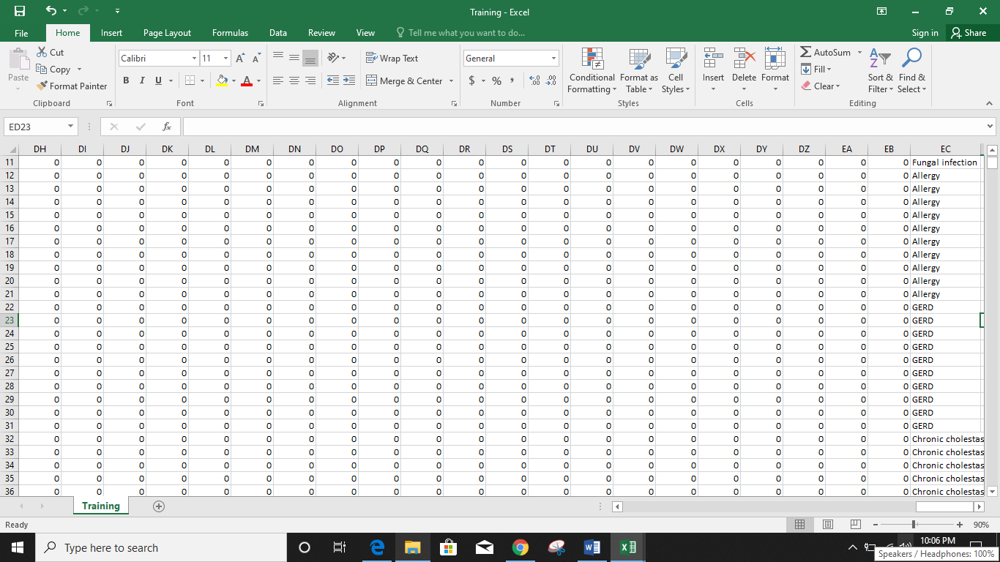 Training - Excel
File Home Insert Page Layout Formulas Data Review View Tell me what you want to do... Sign in Share
Paste Cut Copy Format Painter Clipboard
Calibri 11 A A B I U A Font
Wrap Text Merge & Center Alignment
General $ % , .0 .00 .00 .0 Number
Conditional Formatting Format as Table Cell Styles Styles
Insert Delete Format Cells
AutoSum Fill Clear Sort & Filter Find & Select Editing
ED23 fx
DH DI DJ DK DL DM DN DO DP DQ DR DS DT DU DV DW DX DY DZ EA EB EC
11 0 0 0 0 0 0 0 0 0 0 0 0 0 0 0 0 0 0 0 0 0 Fungal infection
12 0 0 0 0 0 0 0 0 0 0 0 0 0 0 0 0 0 0 0 0 0 Allergy
13 0 0 0 0 0 0 0 0 0 0 0 0 0 0 0 0 0 0 0 0 0 Allergy
14 0 0 0 0 0 0 0 0 0 0 0 0 0 0 0 0 0 0 0 0 0 Allergy
15 0 0 0 0 0 0 0 0 0 0 0 0 0 0 0 0 0 0 0 0 0 Allergy
16 0 0 0 0 0 0 0 0 0 0 0 0 0 0 0 0 0 0 0 0 0 Allergy
17 0 0 0 0 0 0 0 0 0 0 0 0 0 0 0 0 0 0 0 0 0 Allergy
18 0 0 0 0 0 0 0 0 0 0 0 0 0 0 0 0 0 0 0 0 0 Allergy
19 0 0 0 0 0 0 0 0 0 0 0 0 0 0 0 0 0 0 0 0 0 Allergy
20 0 0 0 0 0 0 0 0 0 0 0 0 0 0 0 0 0 0 0 0 0 Allergy
21 0 0 0 0 0 0 0 0 0 0 0 0 0 0 0 0 0 0 0 0 0 Allergy
22 0 0 0 0 0 0 0 0 0 0 0 0 0 0 0 0 0 0 0 0 0 GERD
23 0 0 0 0 0 0 0 0 0 0 0 0 0 0 0 0 0 0 0 0 0 GERD
24 0 0 0 0 0 0 0 0 0 0 0 0 0 0 0 0 0 0 0 0 0 GERD
25 0 0 0 0 0 0 0 0 0 0 0 0 0 0 0 0 0 0 0 0 0 GERD
26 0 0 0 0 0 0 0 0 0 0 0 0 0 0 0 0 0 0 0 0 0 GERD
27 0 0 0 0 0 0 0 0 0 0 0 0 0 0 0 0 0 0 0 0 0 GERD
28 0 0 0 0 0 0 0 0 0 0 0 0 0 0 0 0 0 0 0 0 0 GERD
29 0 0 0 0 0 0 0 0 0 0 0 0 0 0 0 0 0 0 0 0 0 GERD
30 0 0 0 0 0 0 0 0 0 0 0 0 0 0 0 0 0 0 0 0 0 GERD
31 0 0 0 0 0 0 0 0 0 0 0 0 0 0 0 0 0 0 0 0 0 GERD
32 0 0 0 0 0 0 0 0 0 0 0 0 0 0 0 0 0 0 0 0 0 Chronic cholestas
33 0 0 0 0 0 0 0 0 0 0 0 0 0 0 0 0 0 0 0 0 0 Chronic cholestas
34 0 0 0 0 0 0 0 0 0 0 0 0 0 0 0 0 0 0 0 0 0 Chronic cholestas
35 0 0 0 0 0 0 0 0 0 0 0 0 0 0 0 0 0 0 0 0 0 Chronic cholestas
36 0 0 0 0 0 0 0 0 0 0 0 0 0 0 0 0 0 0 0 0 0 Chronic cholestas
Training
Ready 90%
Type here to search 10:06 PM
Speakers / Headphones: 100%